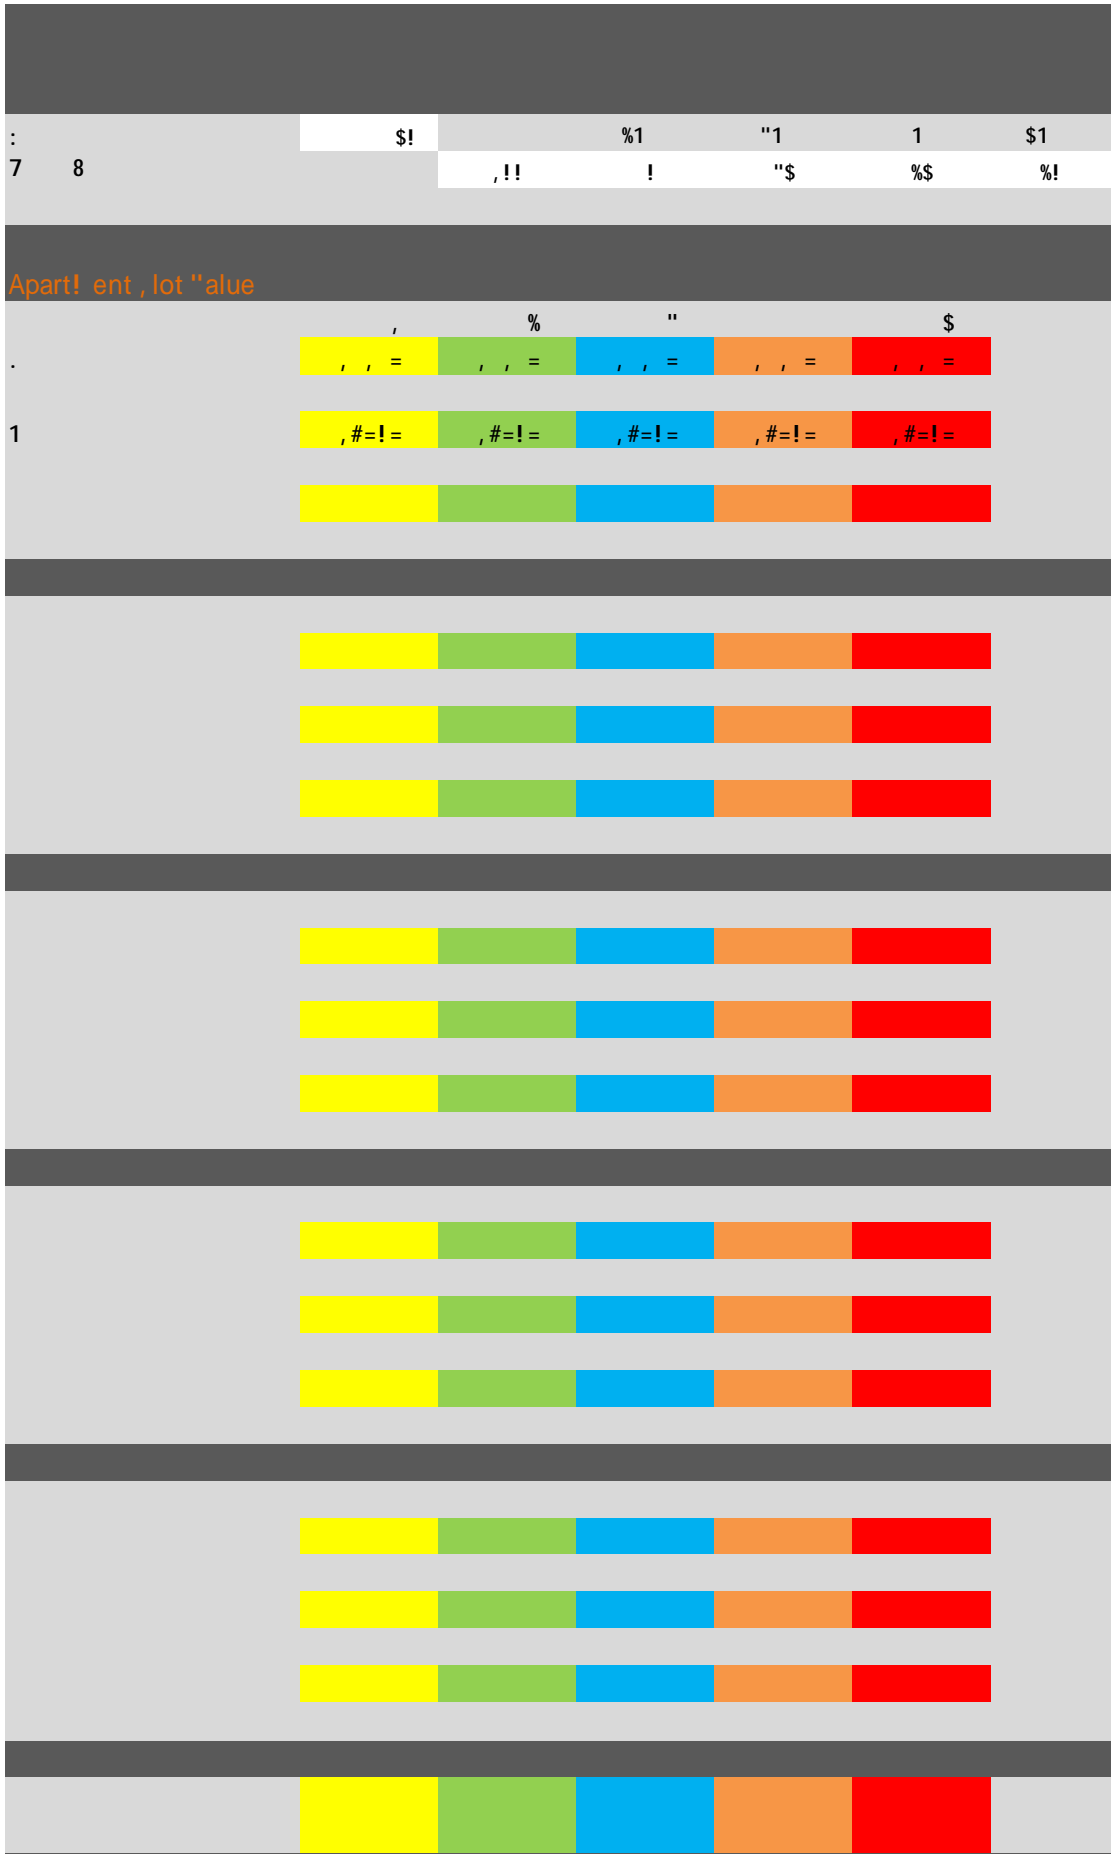 : $! %1 "1 1 $1
7 8 ,!! ! "$ %$ %!
Apart! ent , lot "alue
, % " $
. , , = , , = , , = , , = , , =
1 ,#=!= ,#=!= ,#=!= ,#=!= ,#=!=